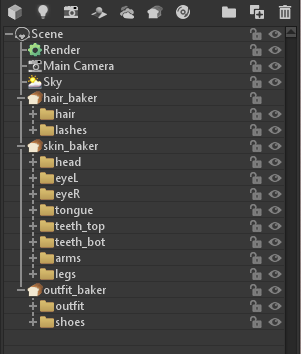 Scene
Render
Main Camera
Sky
hair_baker
hair
lashes
skin_baker
head
eyeL
eyeR
tongue
teeth_top
teeth_bot
arms
legs
outfit_baker
outfit
shoes